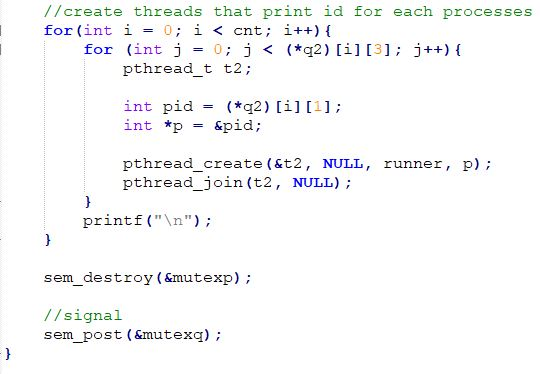 //create threads that print id for each processes
for(int i = 0; i < cnt; i++){
for (int j = 0; j < (*q2)[i][3]; j++){
pthread_t t2;
int pid = (*q2)[i][1];
int *p = &pid;
pthread_create(&t2, NULL, runner, p);
pthread_join(t2, NULL);
}
printf("\n");
}
sem_destroy(&mutexp);
//signal
sem_post(&mutexq);
}